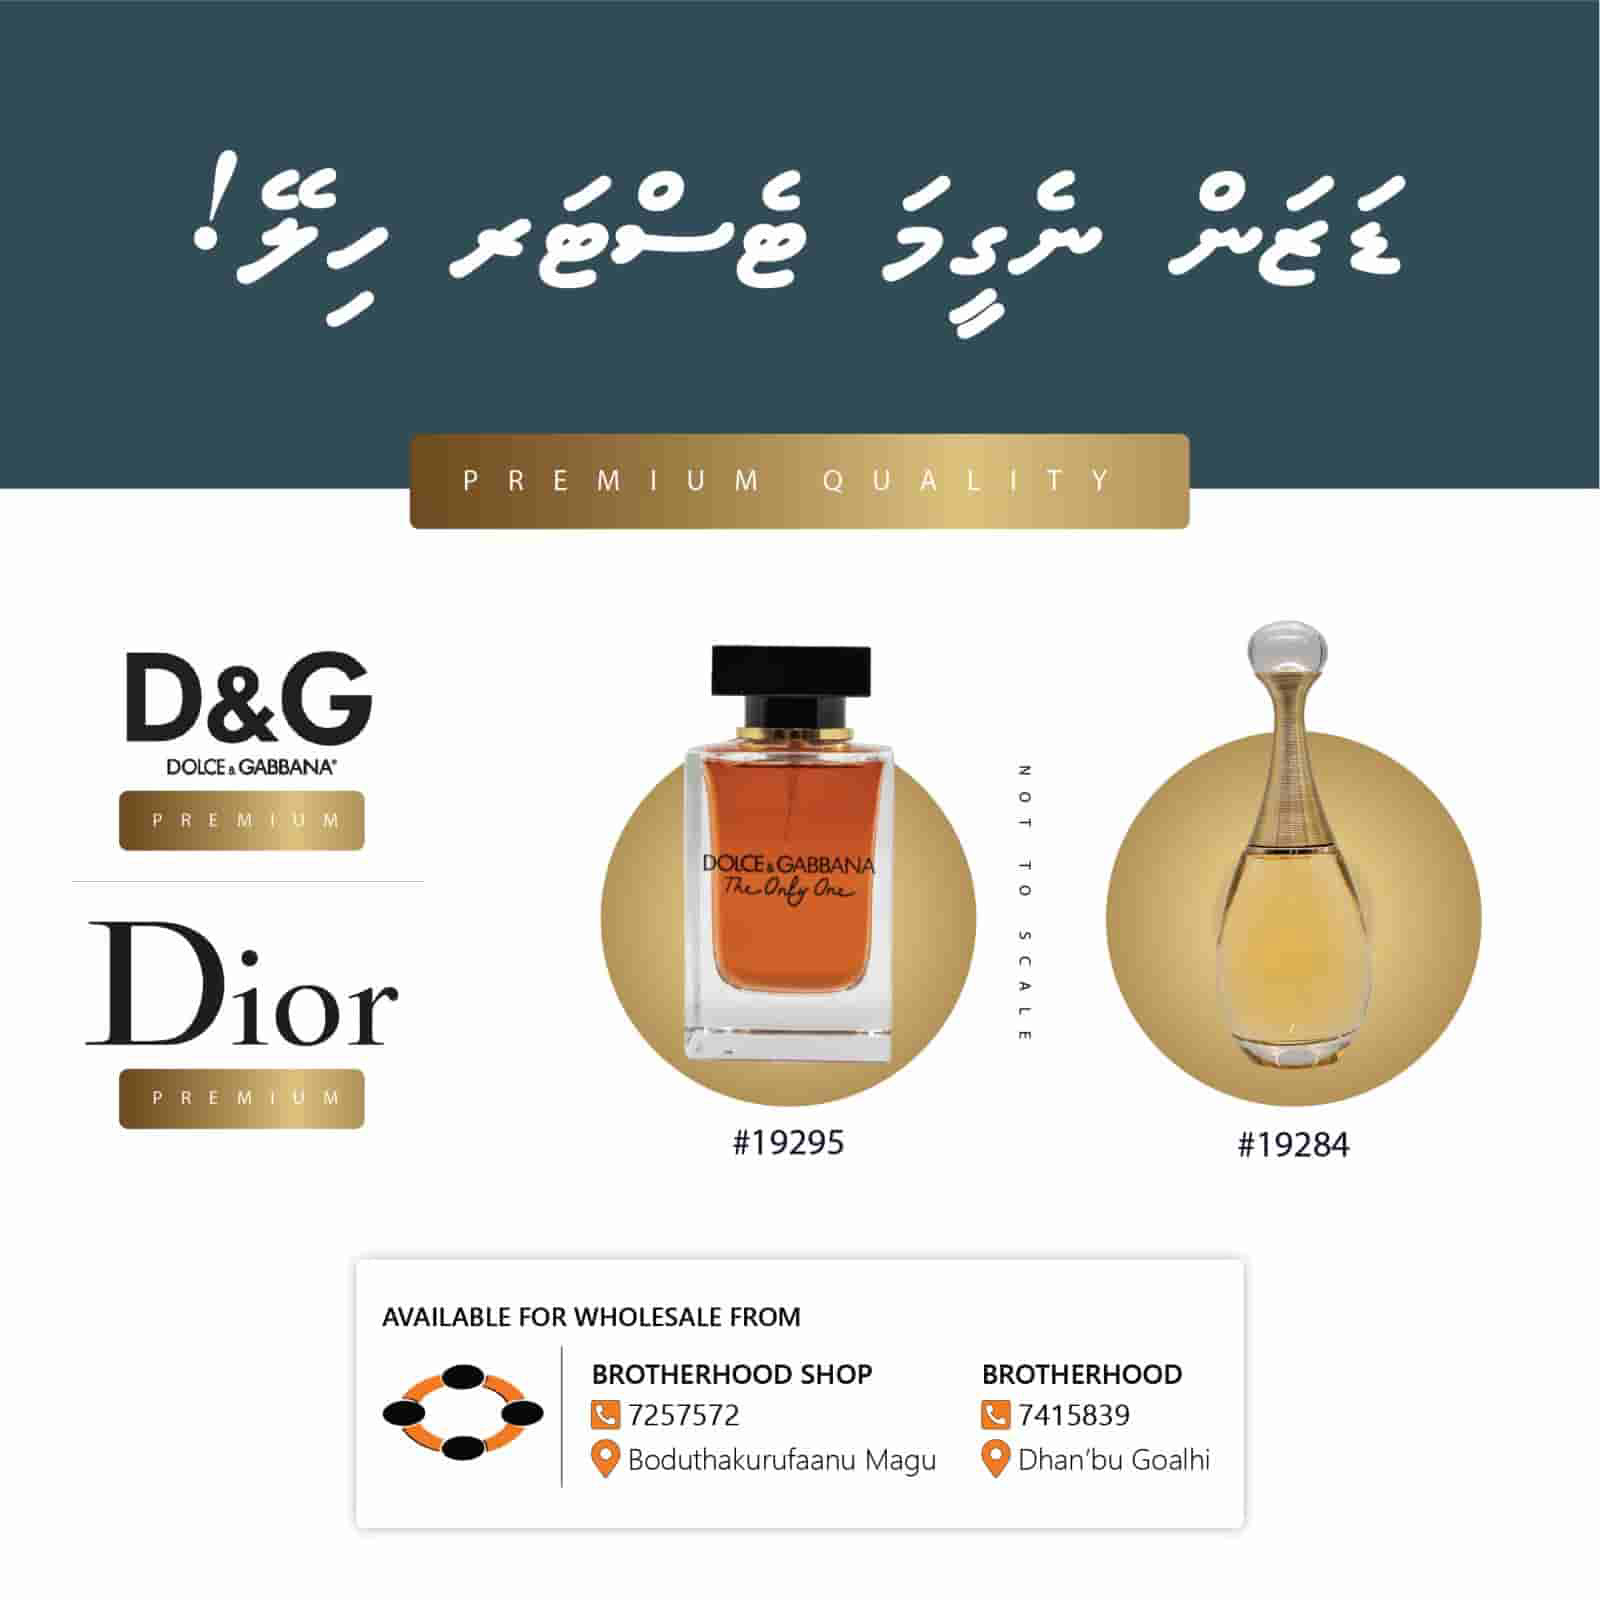 ޑަޒަން ނެގީމަ ޓެސްޓަރ ހިލޭ!
PREMIUM QUALITY
D&G
DOLCE & GABBANA®
PREMIUM
Dior
PREMIUM
DOLCE & GABBANA
The Only One
#19295
NOT TO SCALE
#19284
AVAILABLE FOR WHOLESALE FROM
BROTHERHOOD SHOP
7257572
Boduthakurufaanu Magu
BROTHERHOOD
7415839
Dhan'bu Goalhi